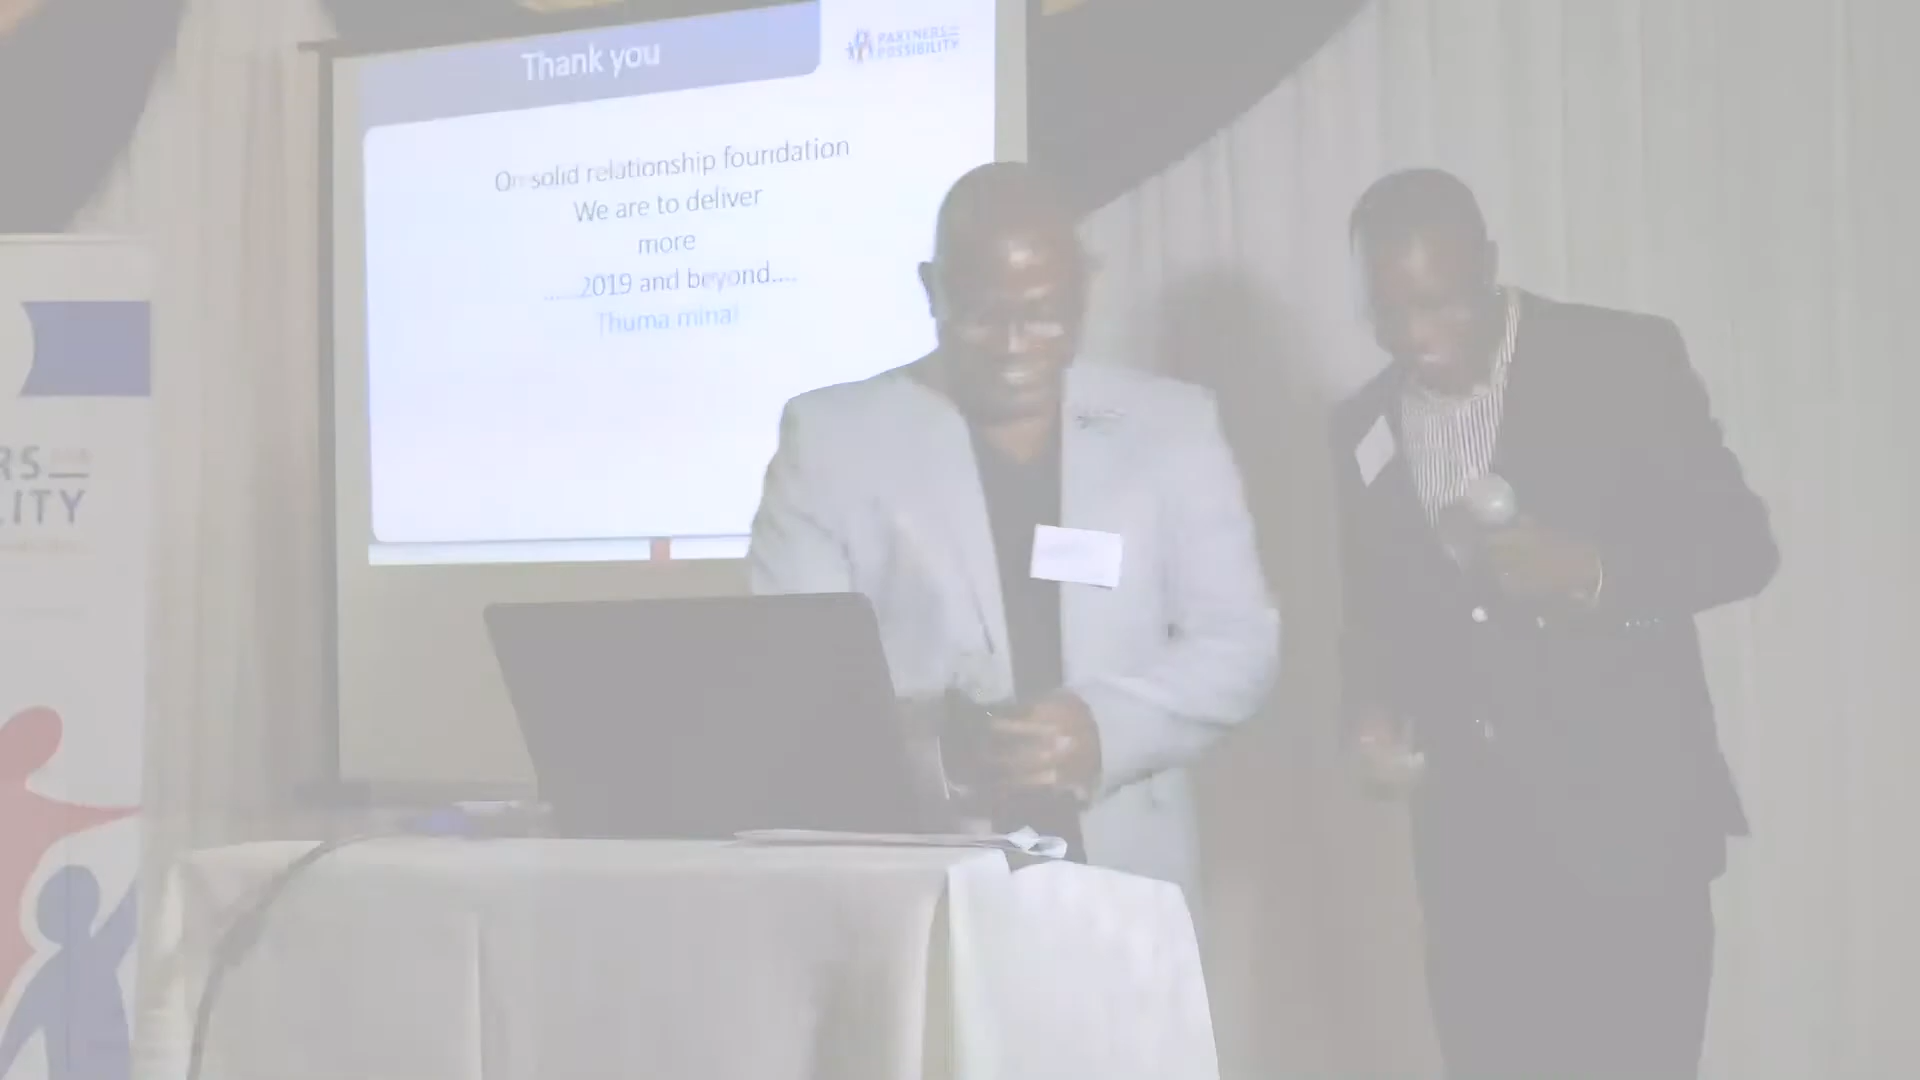 Thank you
PARTNERS
POSSIBILITY
On solid relationship foundation
We are to deliver
more
......2019 and beyond....
Thuma mina!
RS
LITY